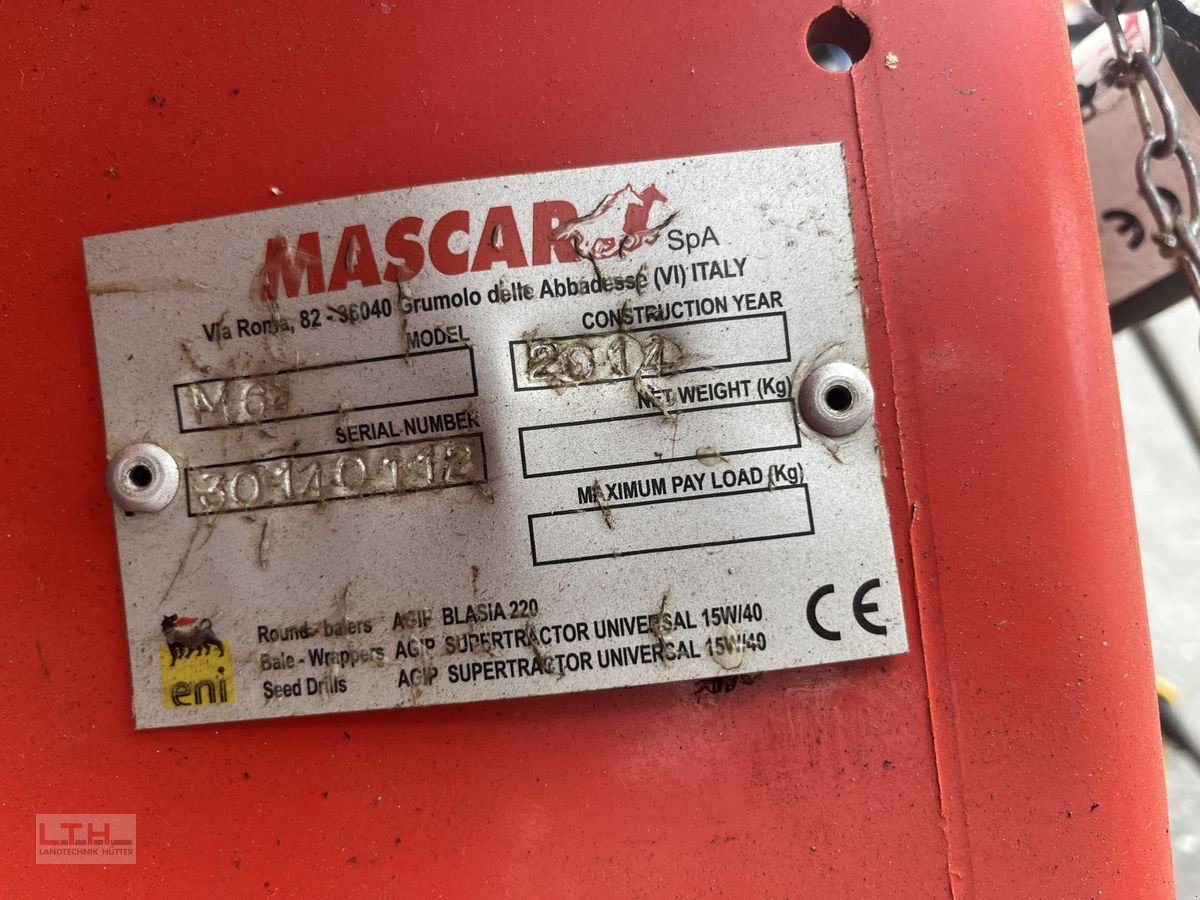 MASCAR SpA
Via Roma, 82 - 36040 Grumolo delle Abbadesse (VI) ITALY
MODEL
M6
SERIAL NUMBER
30140112
CONSTRUCTION YEAR
2014
NET WEIGHT (Kg)
MAXIMUM PAY LOAD (Kg)
eni
Round-balers AGIP BLASIA 220
Bale - Wrappers AGIP SUPERTRACTOR UNIVERSAL 15W/40
Seed Drills AGIP SUPERTRACTOR UNIVERSAL 15W/40
CE
L.T.H.
LANDTECHNIK HÜTTER